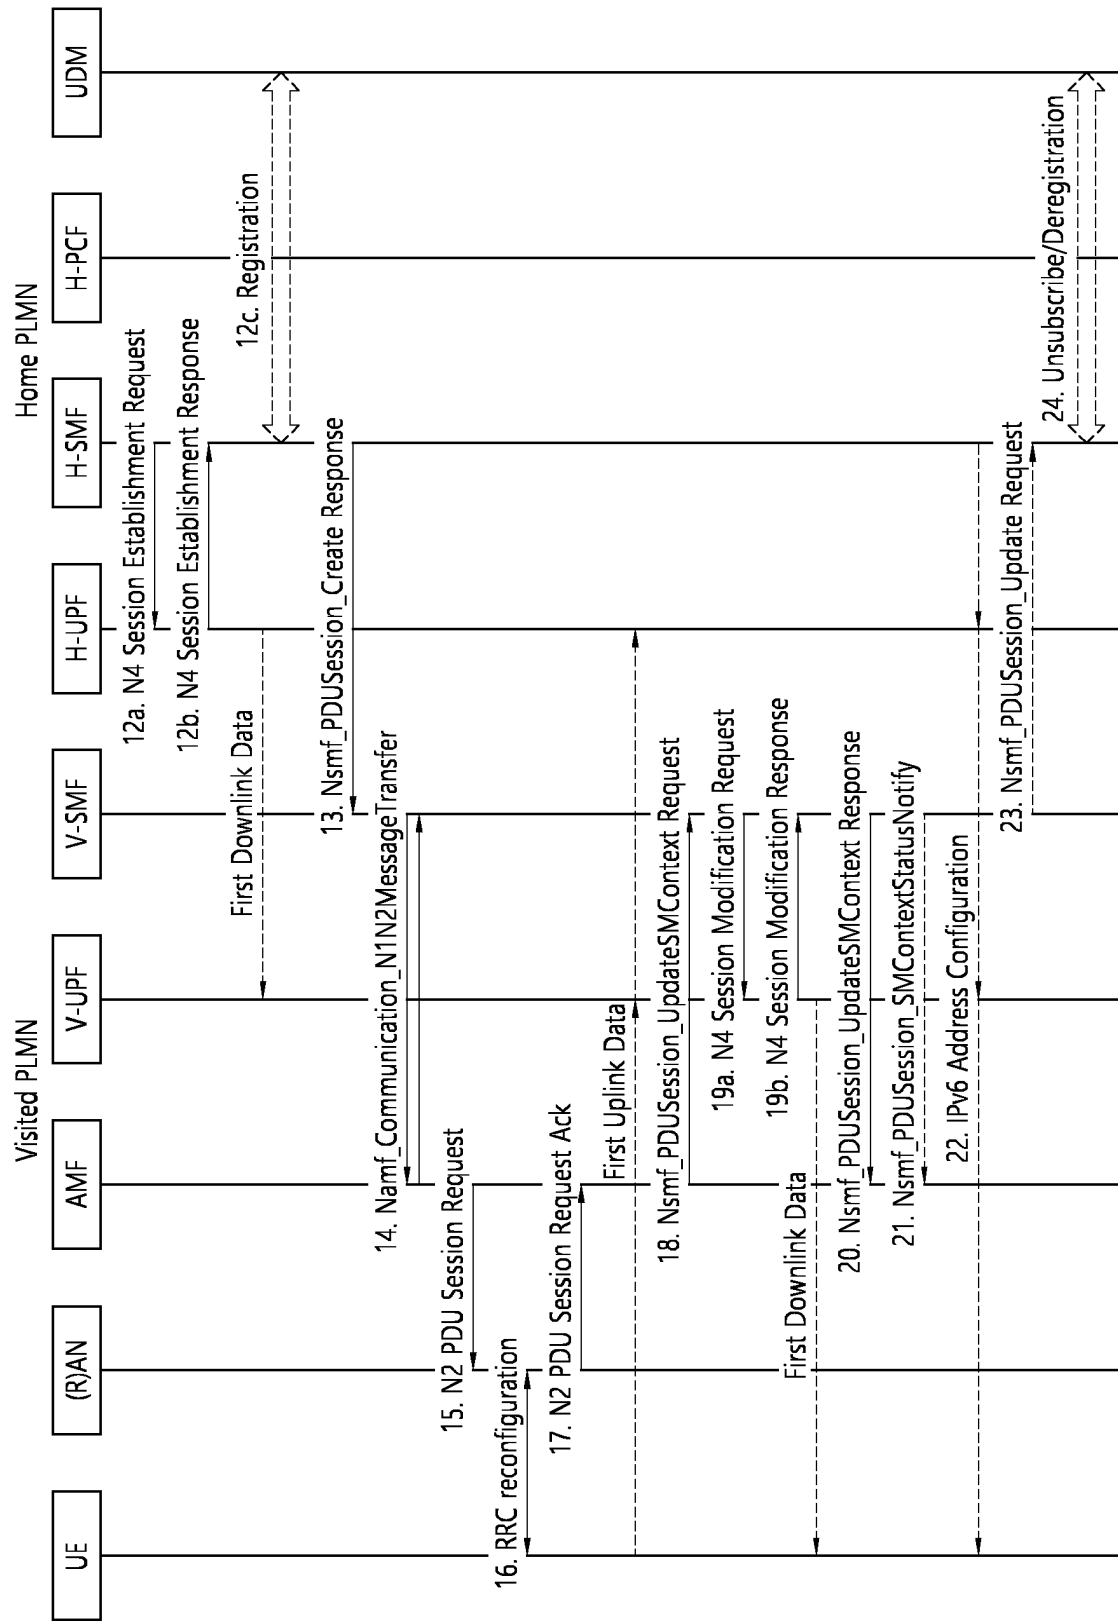 Visited PLMN
Home PLMN
UE
(R)AN
AMF
V-UPF
V-SMF
H-UPF
H-SMF
H-PCF
UDM
12a. N4 Session Establishment Request
12b. N4 Session Establishment Response
First Downlink Data
12c. Registration
13. Nsmf_PDUSession_Create Response
14. Namf_Communication_N1N2MessageTransfer
15. N2 PDU Session Request
16. RRC reconfiguration
17. N2 PDU Session Request Ack
First Uplink Data
18. Nsmf_PDUSession_UpdateSMContext Request
19a. N4 Session Modification Request
19b. N4 Session Modification Response
First Downlink Data
20. Nsmf_PDUSession_UpdateSMContext Response
21. Nsmf_PDUSession_SMContextStatusNotify
22. IPv6 Address Configuration
23. Nsmf_PDUSession_Update Request
24. Unsubscribe/Deregistration